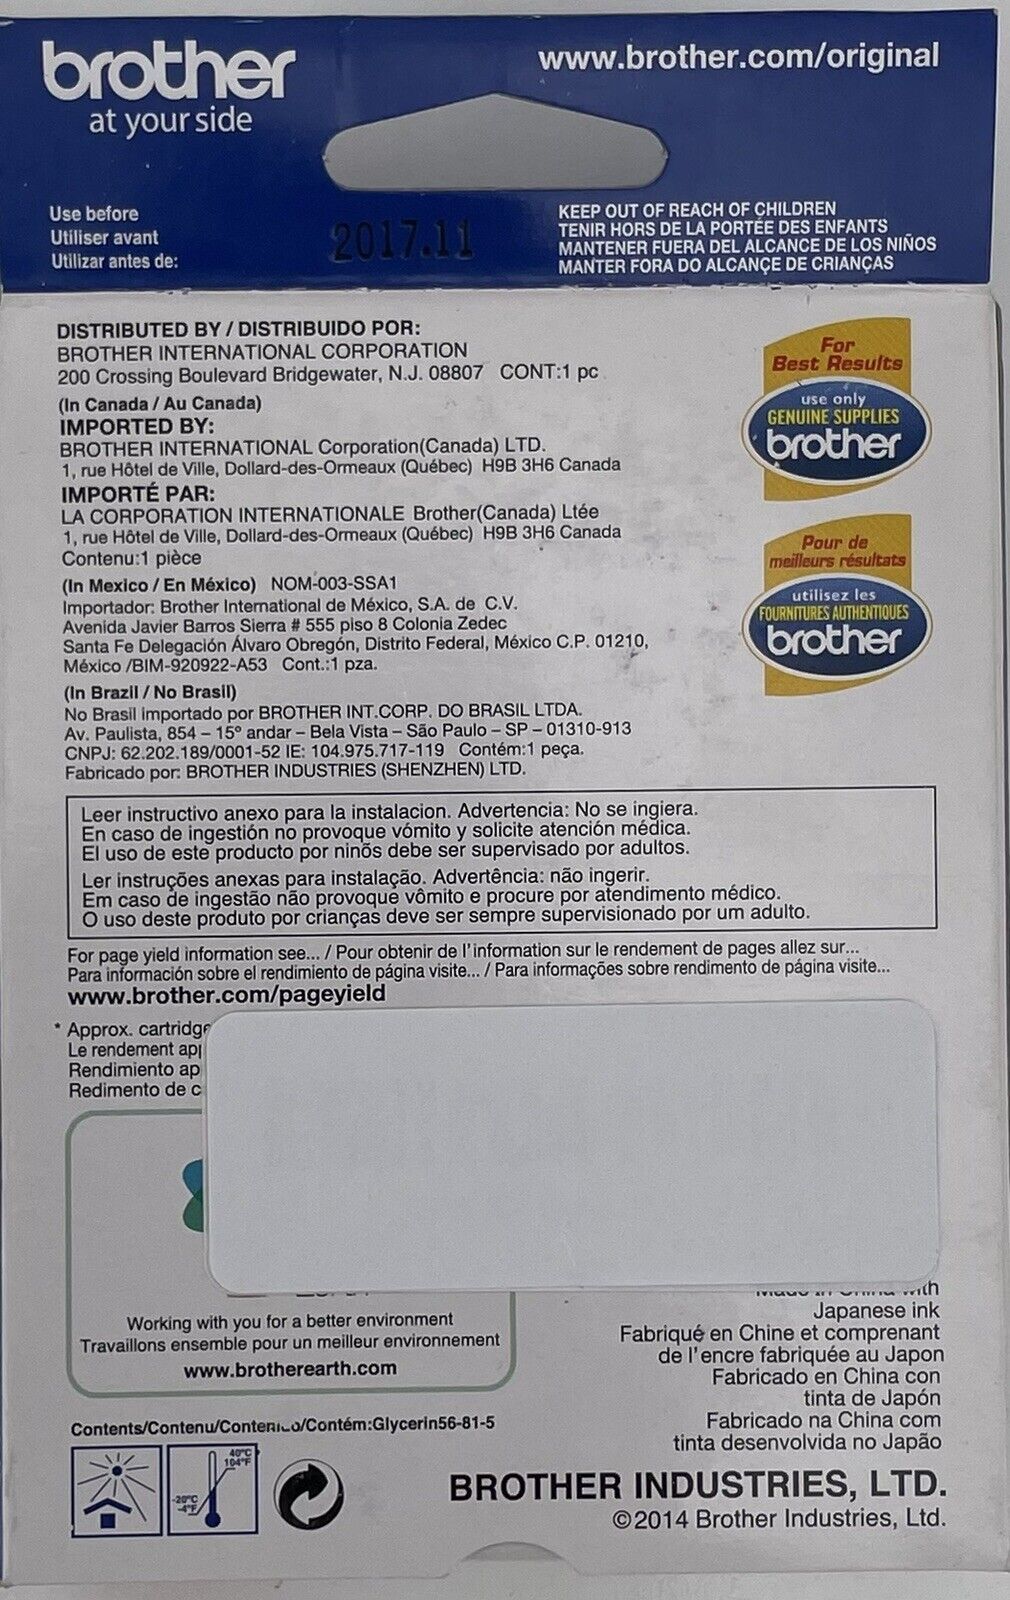 brother
at your side
www.brother.com/original
Use before
Utiliser avant
Utilizar antes de:
2017.11
KEEP OUT OF REACH OF CHILDREN
TENIR HORS DE LA PORTÉE DES ENFANTS
MANTENER FUERA DEL ALCANCE DE LOS NIÑOS
MANTER FORA DO ALCANÇE DE CRIANÇAS
DISTRIBUTED BY / DISTRIBUIDO POR:
BROTHER INTERNATIONAL CORPORATION
200 Crossing Boulevard Bridgewater, N.J. 08807 CONT:1 pc
(In Canada / Au Canada)
IMPORTED BY:
BROTHER INTERNATIONAL Corporation(Canada) LTD.
1, rue Hôtel de Ville, Dollard-des-Ormeaux (Québec) H9B 3H6 Canada
IMPORTÉ PAR:
LA CORPORATION INTERNATIONALE Brother(Canada) Ltée
1, rue Hôtel de Ville, Dollard-des-Ormeaux (Québec) H9B 3H6 Canada
Contenu:1 pièce
(In Mexico / En México) NOM-003-SSA1
Importador: Brother International de México, S.A. de C.V.
Avenida Javier Barros Sierra # 555 piso 8 Colonia Zedec
Santa Fe Delegación Álvaro Obregón, Distrito Federal, México C.P. 01210,
México /BIM-920922-A53 Cont.:1 pza.
(In Brazil / No Brasil)
No Brasil importado por BROTHER INT.CORP. DO BRASIL LTDA.
Av. Paulista, 854 – 15º andar – Bela Vista – São Paulo – SP – 01310-913
CNPJ: 62.202.189/0001-52 IE: 104.975.717-119 Contém:1 peça.
Fabricado por: BROTHER INDUSTRIES (SHENZHEN) LTD.
For
Best Results
use only
GENUINE SUPPLIES
brother
Pour de
meilleurs résultats
utilisez les
FOURNITURES AUTHENTIQUES
brother
Leer instructivo anexo para la instalacion. Advertencia: No se ingiera.
En caso de ingestión no provoque vómito y solicite atención médica.
El uso de este producto por ninõs debe ser supervisado por adultos.
Ler instruções anexas para instalação. Advertência: não ingerir.
Em caso de ingestão não provoque vômito e procure por atendimento médico.
O uso deste produto por crianças deve ser sempre supervisionado por um adulto.
For page yield information see... / Pour obtenir de l'information sur le rendement de pages allez sur...
Para información sobre el rendimiento de página visite... / Para informações sobre rendimento de página visite...
www.brother.com/pageyield
* Approx. cartridge
Le rendement
Rendimiento
Redimento de
Working with you for a better environment
Travaillons ensemble pour un meilleur environnement
www.brotherearth.com
Made in China with
Japanese ink
Fabriqué en Chine et comprenant
de l'encre fabriquée au Japon
Fabricado en China con
tinta de Japón
Fabricado na China com
tinta desenvolvida no Japão
Contents/Contenu/Contenido/Contém:Glycerin56-81-5
40°C
104°F
-20°C
-4°F
BROTHER INDUSTRIES, LTD.
©2014 Brother Industries, Ltd.